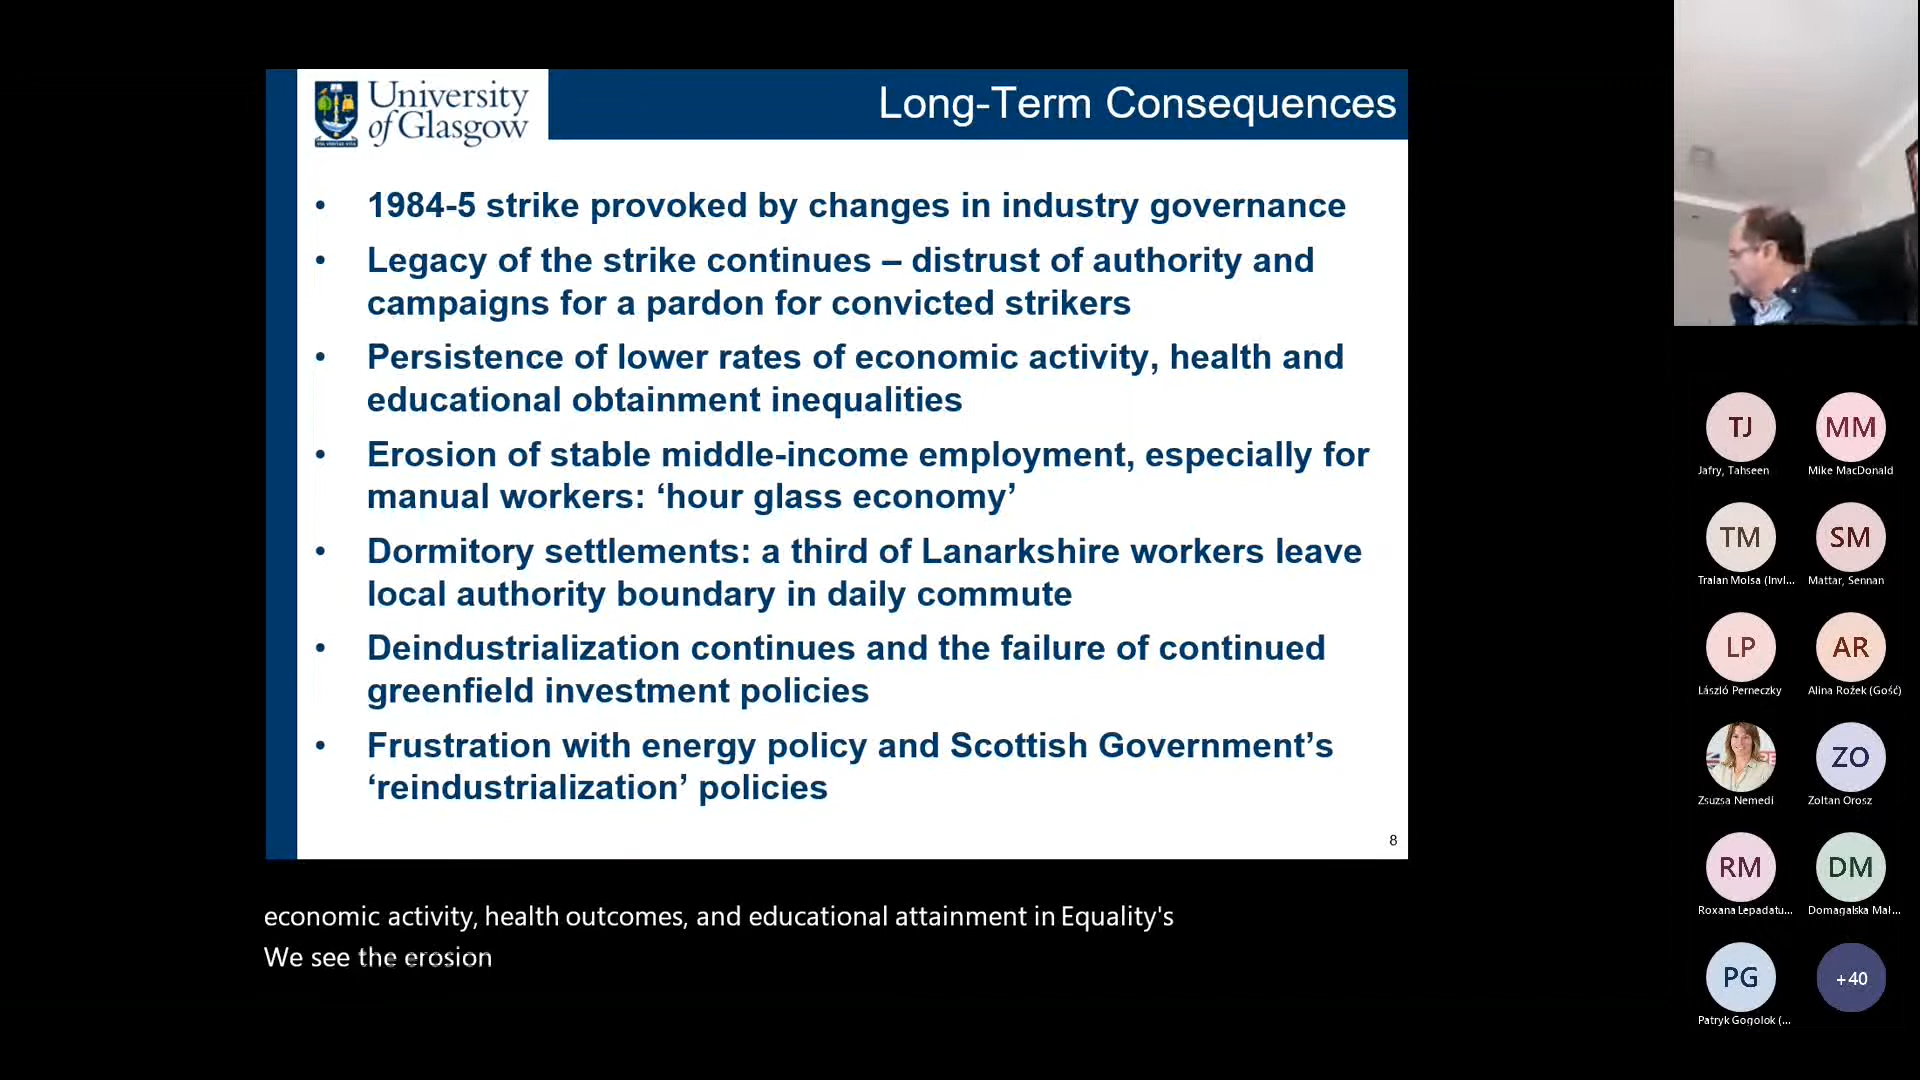 University
of Glasgow
Long-Term Consequences
• 1984-5 strike provoked by changes in industry governance
• Legacy of the strike continues – distrust of authority and
campaigns for a pardon for convicted strikers
• Persistence of lower rates of economic activity, health and
educational obtainment inequalities
• Erosion of stable middle-income employment, especially for
manual workers: ‘hour glass economy’
• Dormitory settlements: a third of Lanarkshire workers leave
local authority boundary in daily commute
• Deindustrialization continues and the failure of continued
greenfield investment policies
• Frustration with energy policy and Scottish Government’s
‘reindustrialization’ policies
8
economic activity, health outcomes, and educational attainment in Equality's
We see the erosion
TJ
Jafry, Tahseen
MM
Mike MacDonald
TM
Traian Moisa (Invi...
SM
Mattar, Sennan
LP
László Perneczky
AR
Alina Rożek (Gość)
Zsuzsa Nemedi
ZO
Zoltan Orosz
RM
Roxana Lepadatu...
DM
Domagalska Mał...
PG
Patryk Gogolok (...
+40